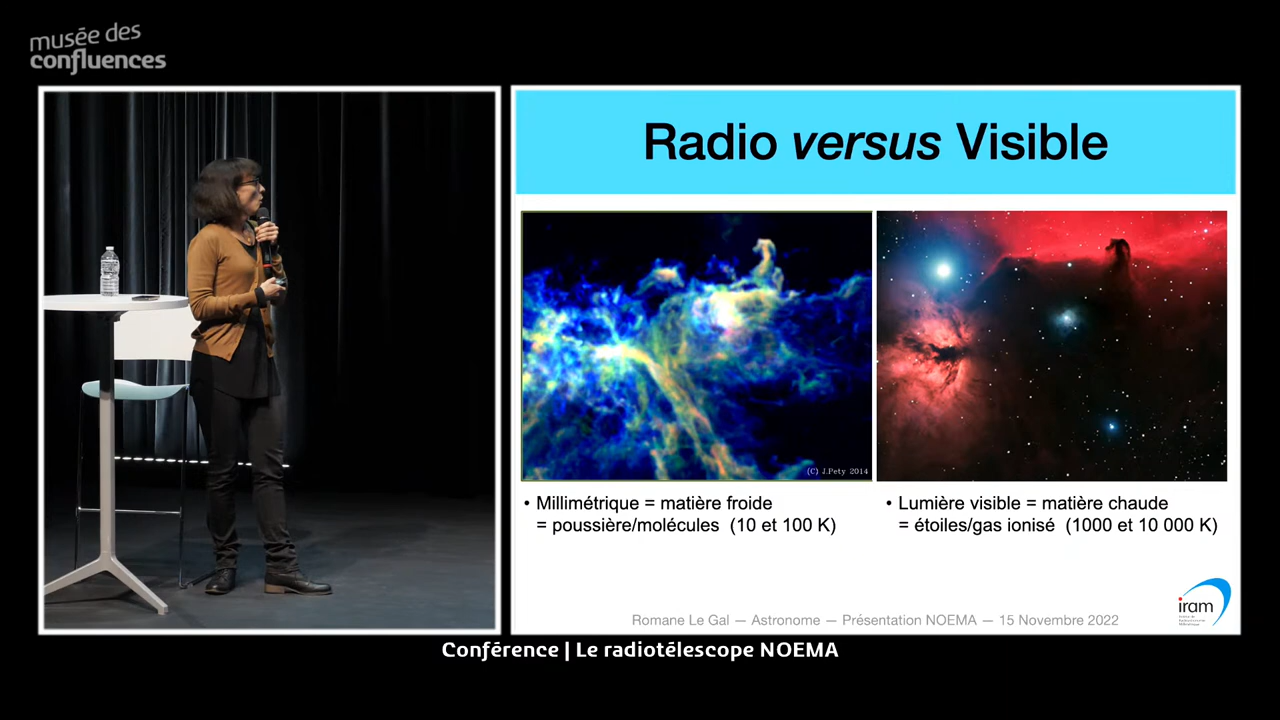 musée des
confluences
Radio versus Visible
(C) J.Pety 2014
• Millimétrique = matière froide
= poussière/molécules (10 et 100 K)
• Lumière visible = matière chaude
= étoiles/gas ionisé (1000 et 10 000 K)
iram
Romane Le Gal — Astronome — Présentation NOEMA — 15 Novembre 2022
Conférence | Le radiotélescope NOEMA